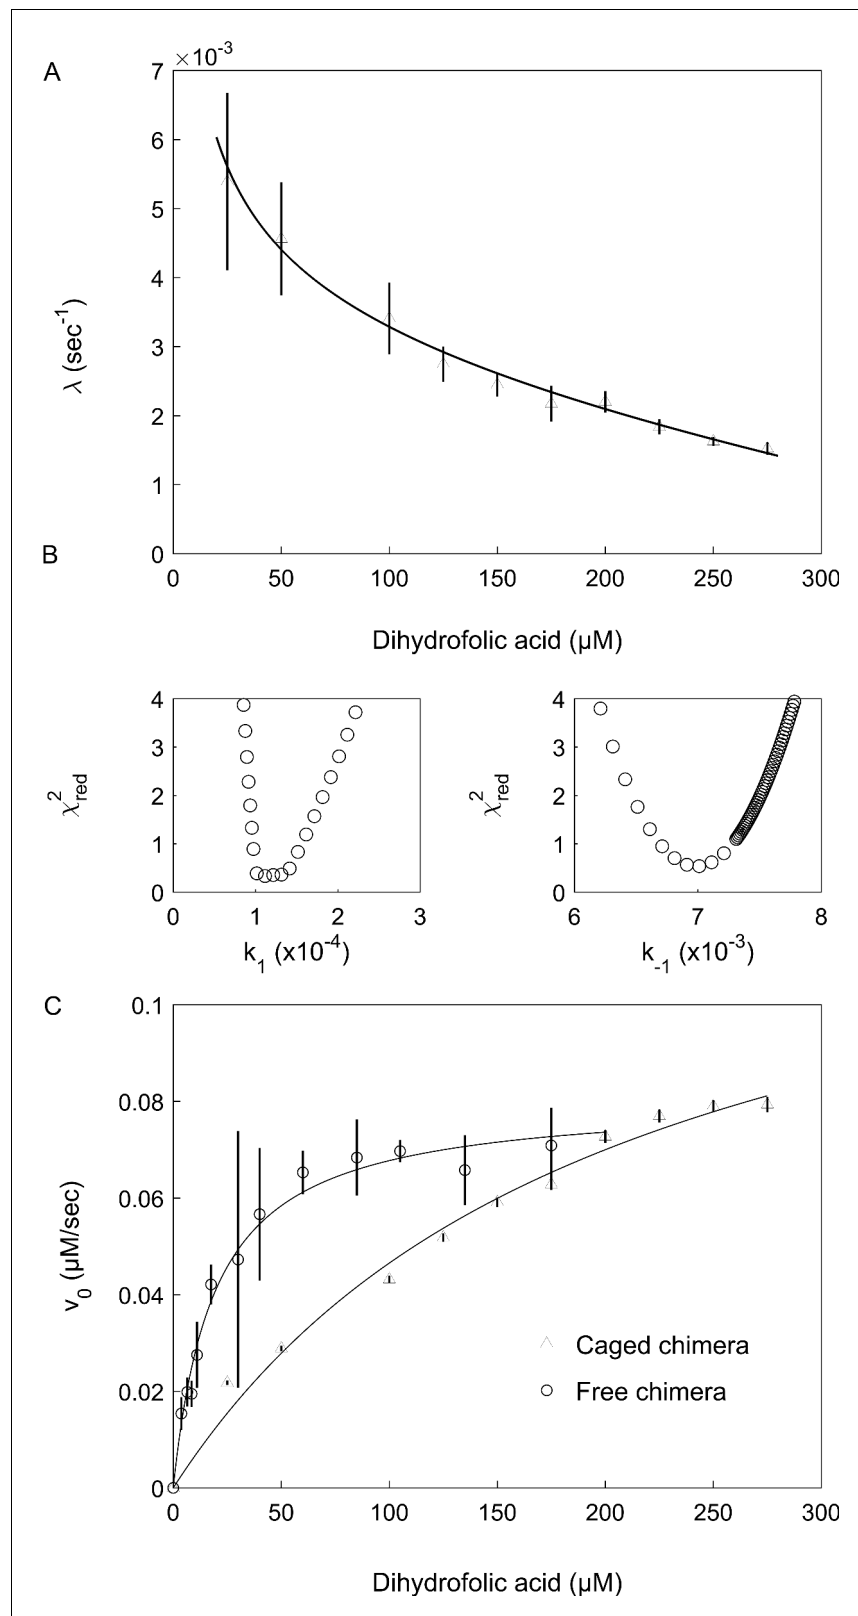 A
×10⁻³
7
6
5
4
3
2
1
0
λ (sec⁻¹)
0 50 100 150 200 250 300
Dihydrofolic acid (µM)
B
4
3
2
1
0
χ²red
0 1 2 3
k₁ (x10⁻⁴)
4
3
2
1
0
χ²red
6 7 8
k₋₁ (x10⁻³)
C
0.1
0.08
0.06
0.04
0.02
0
v₀ (µM/sec)
Caged chimera
Free chimera
0 50 100 150 200 250 300
Dihydrofolic acid (µM)